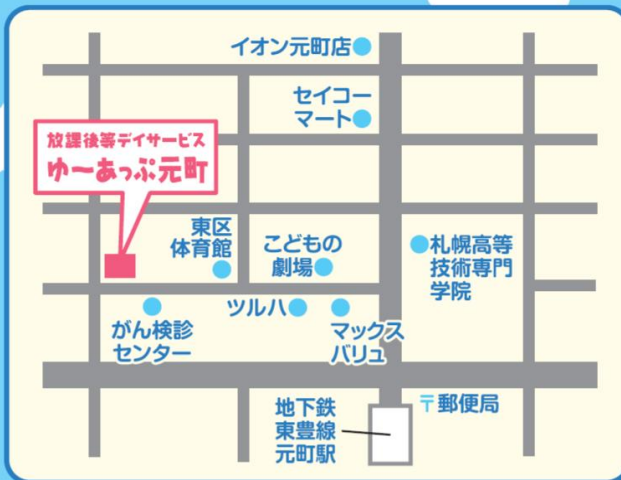 イオン元町店
セイコー
マート
放課後等デイサービス
ゆ〜あっぷ元町
東区
体育館
こどもの
劇場
札幌高等
技術専門
学院
がん検診
センター
ツルハ
マックス
バリュ
地下鉄
東豊線
元町駅
〒郵便局